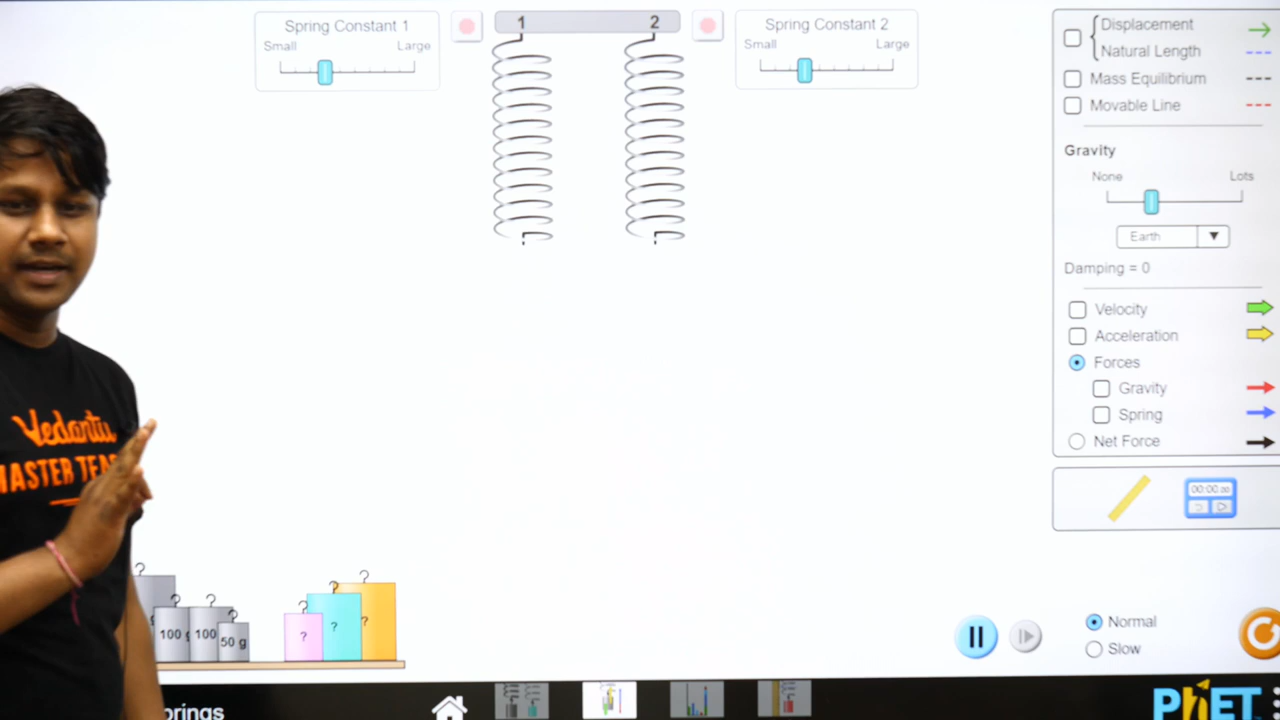 Spring Constant 1
Small Large
1 2
Spring Constant 2
Small Large
Displacement
Natural Length
Mass Equilibrium
Movable Line
Gravity
None Lots
Earth
Damping = 0
Velocity
Acceleration
Forces
Gravity
Spring
Net Force
00:00.00
Normal
Slow
Vedantu
MASTER TEA
100 g
100
50 g
?
?
?
prings
PhET